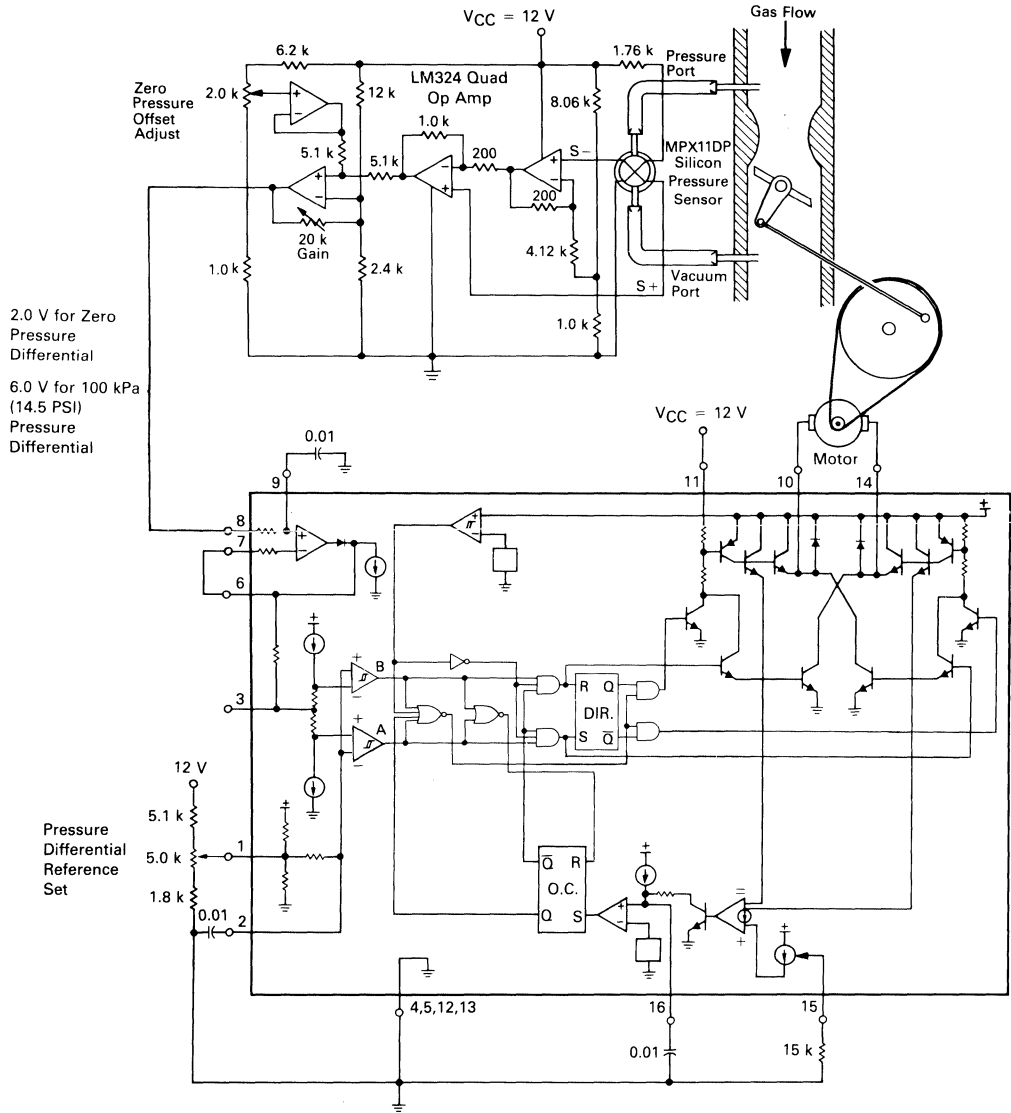 VCC = 12 V
Gas Flow
6.2 k
1.76 k
Pressure
Port
LM324 Quad
Op Amp
Zero
Pressure
Offset
Adjust
2.0 k
+
−
12 k
8.06 k
1.0 k
5.1 k
5.1 k
200
S−
MPX11DP
Silicon
Pressure
Sensor
+
−
−
+
+
−
200
20 k
Gain
4.12 k
1.0 k
2.4 k
S+
Vacuum
Port
1.0 k
2.0 V for Zero
Pressure
Differential
6.0 V for 100 kPa
(14.5 PSI)
Pressure
Differential
VCC = 12 V
0.01
Motor
9
11
10
14
8
+
−
7
6
+
−
+
+
3
+
−
B
+
−
A
R
Q
DIR.
S
Q̅
12 V
5.1 k
Pressure
Differential
Reference
Set
5.0 k
1
1.8 k
+
0.01
2
Q̅
R
O.C.
Q
S
+
+
−
=
+
+
4,5,12,13
16
15
0.01
15 k